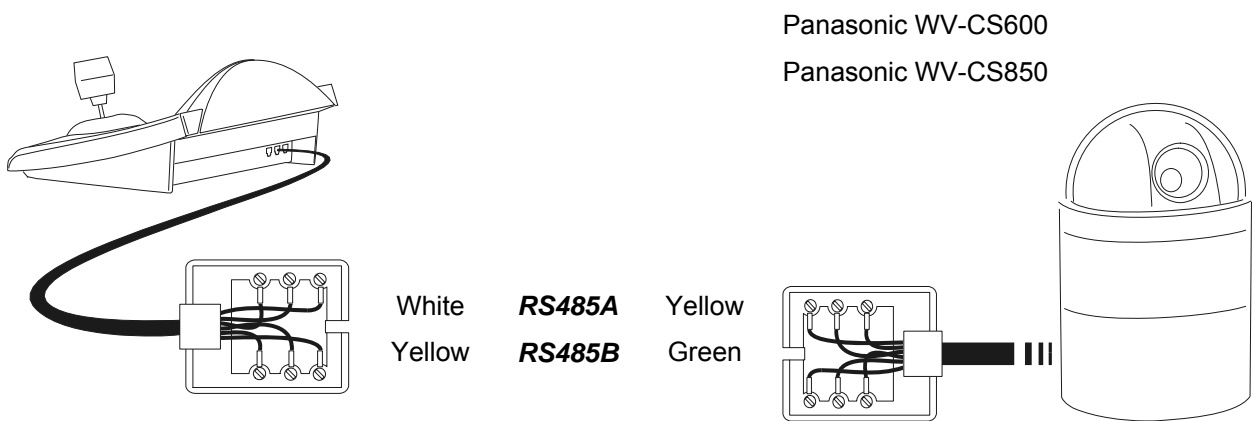 Panasonic WV-CS600
Panasonic WV-CS850
White RS485A Yellow
Yellow RS485B Green